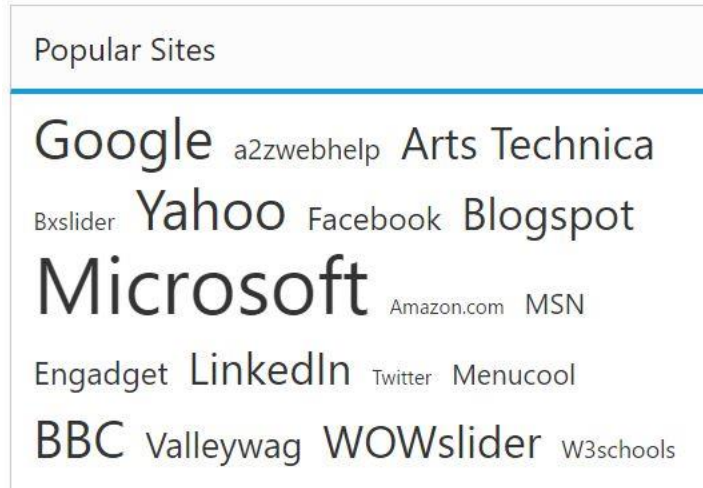 Popular Sites
Google a2zwebhelp Arts Technica
Bxslider Yahoo Facebook Blogspot
Microsoft Amazon.com MSN
Engadget LinkedIn Twitter Menucool
BBC Valleywag WOWslider W3schools